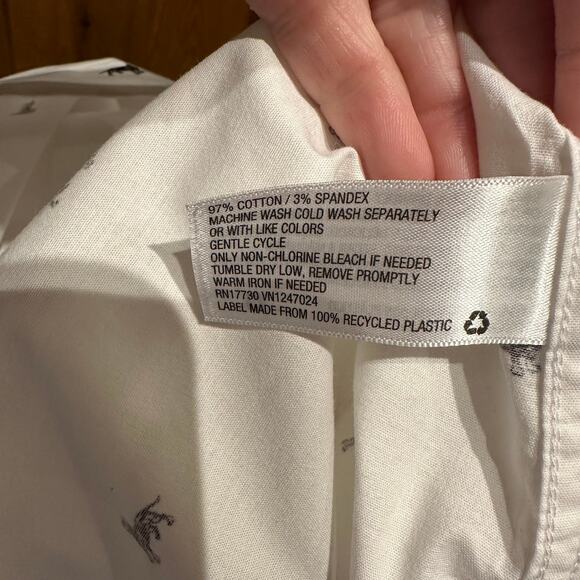 97% COTTON / 3% SPANDEX
MACHINE WASH COLD WASH SEPARATELY
OR WITH LIKE COLORS
GENTLE CYCLE
ONLY NON-CHLORINE BLEACH IF NEEDED
TUMBLE DRY LOW, REMOVE PROMPTLY
WARM IRON IF NEEDED
RN17730 VN1247024
LABEL MADE FROM 100% RECYCLED PLASTIC